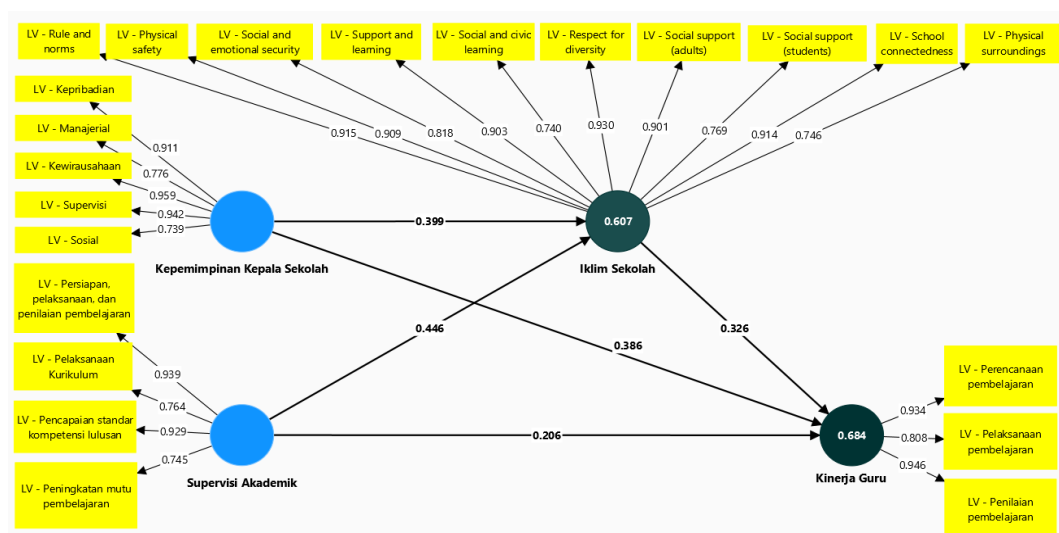 LV - Rule and
norms
LV - Physical
safety
LV - Social and
emotional security
LV - Support and
learning
LV - Social and civic
learning
LV - Respect for
diversity
LV - Social support
(adults)
LV - Social support
(students)
LV - School
connectedness
LV - Physical
surroundings
0.915
0.909
0.818
0.903
0.740
0.930
0.901
0.769
0.914
0.746
LV - Kepribadian
LV - Manajerial
LV - Kewirausahaan
LV - Supervisi
LV - Sosial
0.911
0.776
0.959
0.942
0.739
Kepemimpinan Kepala Sekolah
0.399
0.607
Iklim Sekolah
0.446
0.386
0.326
LV - Persiapan,
pelaksanaan, dan
penilaian pembelajaran
LV - Pelaksanaan
Kurikulum
LV - Pencapaian standar
kompetensi lulusan
LV - Peningkatan mutu
pembelajaran
0.939
0.764
0.929
0.745
Supervisi Akademik
0.206
0.684
Kinerja Guru
0.934
0.808
0.946
LV - Perencanaan
pembelajaran
LV - Pelaksanaan
pembelajaran
LV - Penilaian
pembelajaran